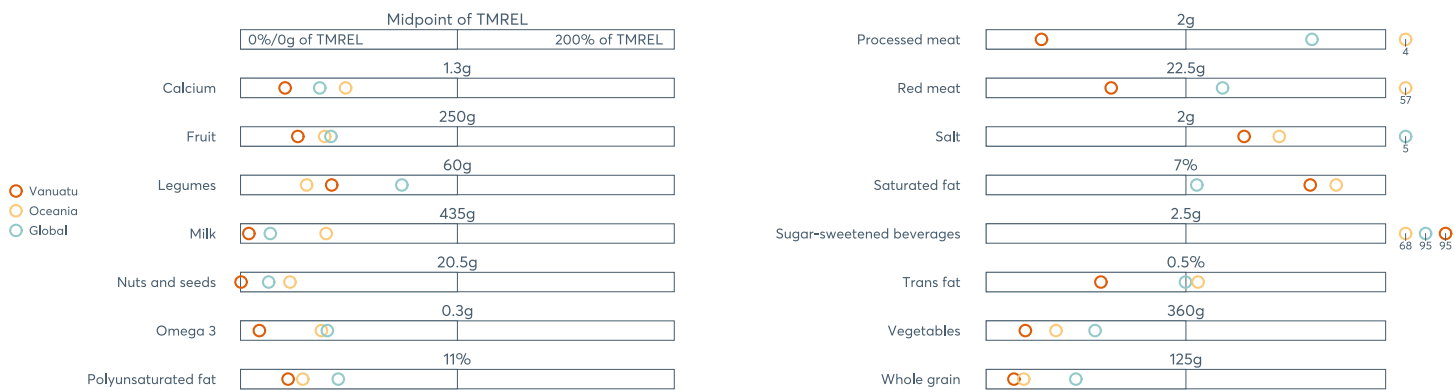 Midpoint of TMREL
0%/0g of TMREL 200% of TMREL
1.3g
Calcium
250g
Fruit
60g
Legumes
435g
Milk
20.5g
Nuts and seeds
0.3g
Omega 3
11%
Polyunsaturated fat
Vanuatu
Oceania
Global
2g
Processed meat
4
22.5g
Red meat
57
2g
Salt
5
7%
Saturated fat
2.5g
Sugar-sweetened beverages
68 95 95
0.5%
Trans fat
360g
Vegetables
125g
Whole grain